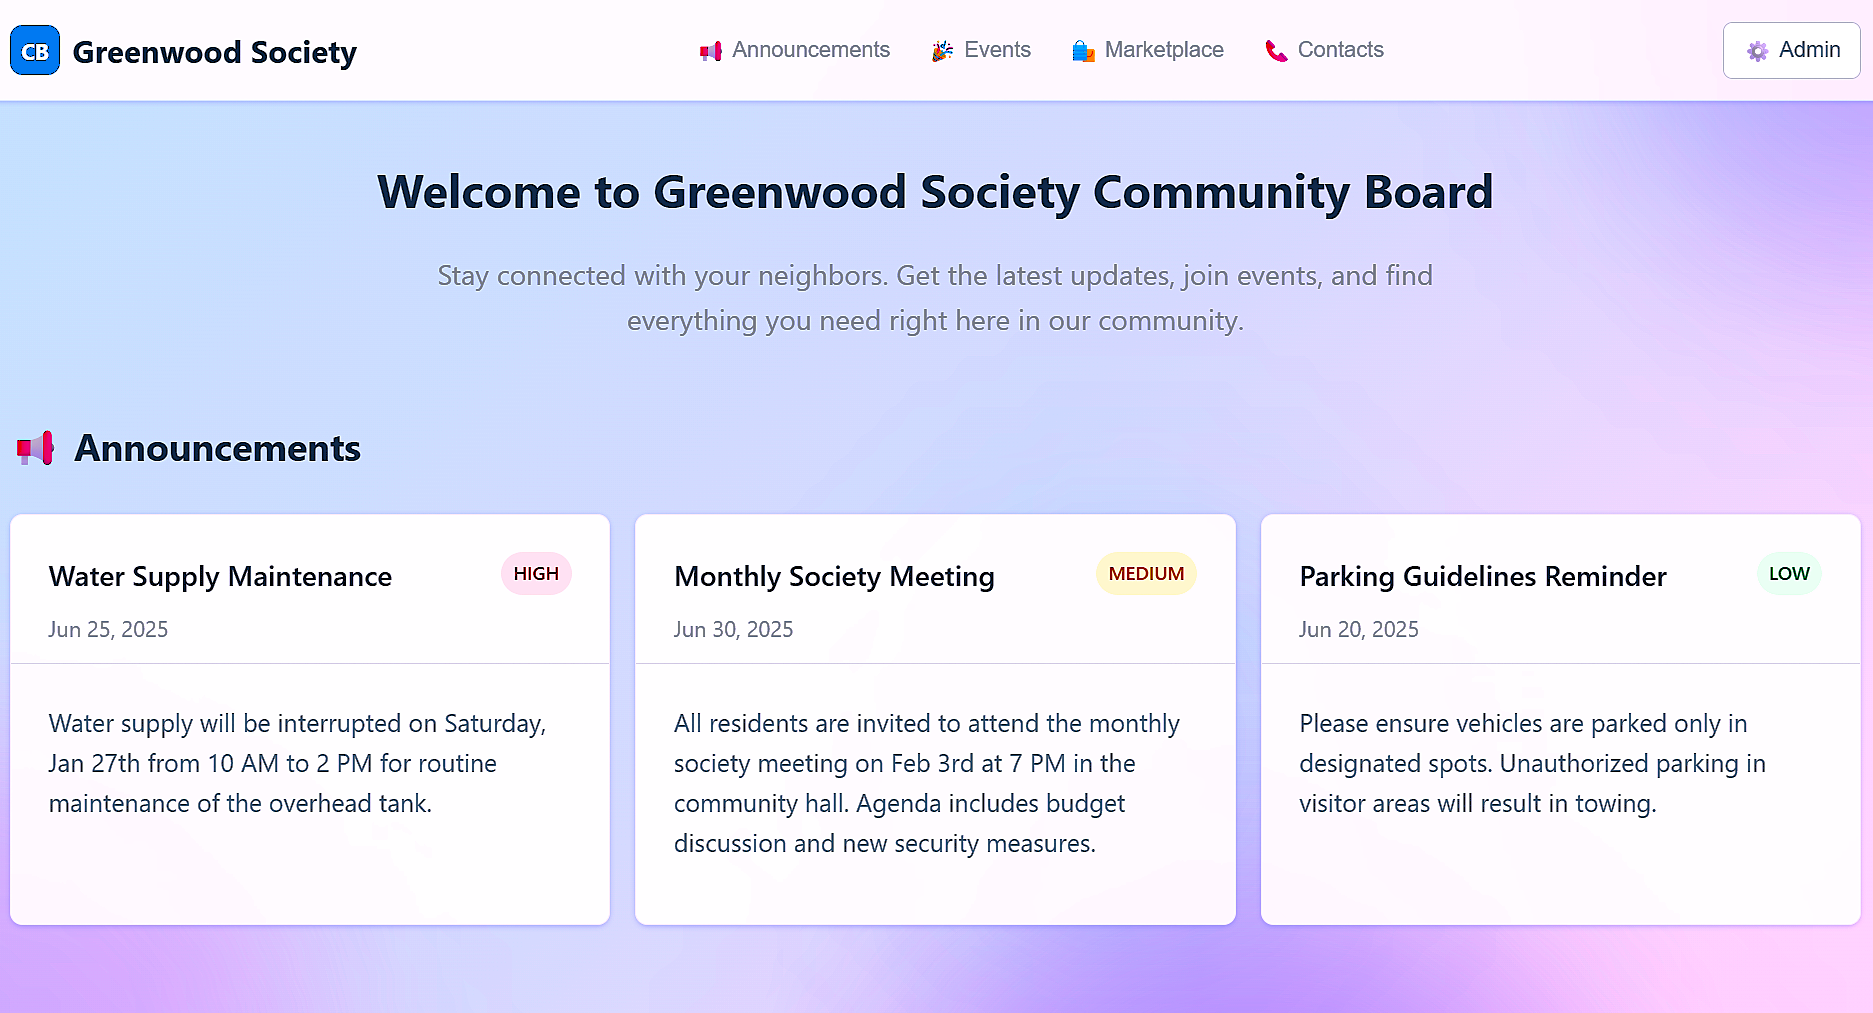 CB
Greenwood Society
Announcements
Events
Marketplace
Contacts
Admin
Welcome to Greenwood Society Community Board
Stay connected with your neighbors. Get the latest updates, join events, and find
everything you need right here in our community.
Announcements
Water Supply Maintenance
HIGH
Jun 25, 2025
Water supply will be interrupted on Saturday,
Jan 27th from 10 AM to 2 PM for routine
maintenance of the overhead tank.
Monthly Society Meeting
MEDIUM
Jun 30, 2025
All residents are invited to attend the monthly
society meeting on Feb 3rd at 7 PM in the
community hall. Agenda includes budget
discussion and new security measures.
Parking Guidelines Reminder
LOW
Jun 20, 2025
Please ensure vehicles are parked only in
designated spots. Unauthorized parking in
visitor areas will result in towing.